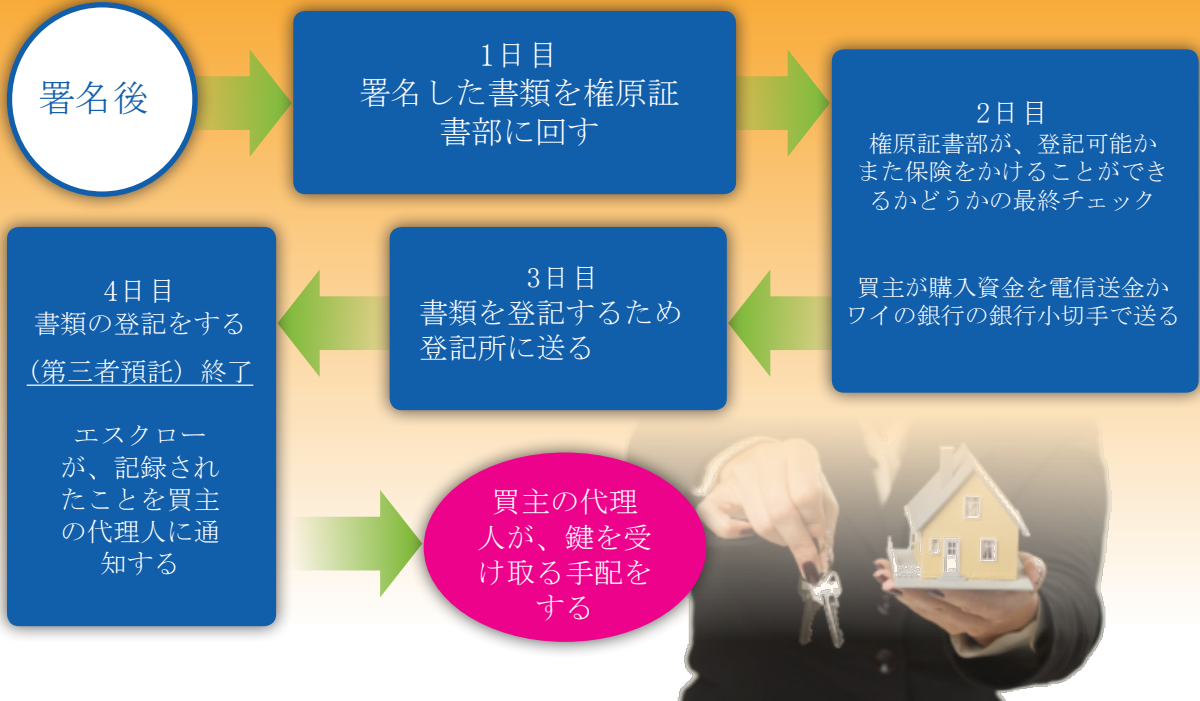 署名後
1日目
署名した書類を権原証
書部に回す
2日目
権原証書部が、登記可能か
また保険をかけることができ
るかどうかの最終チェック
買主が購入資金を電信送金か
ワイの銀行の銀行小切手で送る
3日目
書類を登記するため
登記所に送る
4日目
書類の登記をする
(第三者預託) 終了
エスクロー
が、記録され
たことを買主
の代理人に通
知する
買主の代理
人が、鍵を受
け取る手配を
する